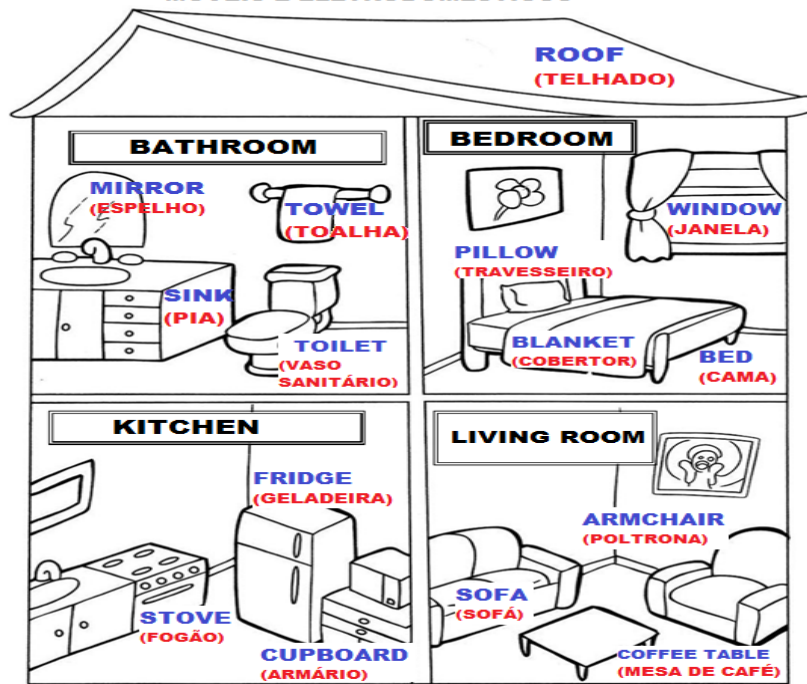 ROOF
(TELHADO)
BATHROOM
MIRROR
(ESPELHO)
TOWEL
(TOALHA)
SINK
(PIA)
TOILET
(VASO
SANITÁRIO)
BEDROOM
WINDOW
(JANELA)
PILLOW
(TRAVESSEIRO)
BLANKET
(COBERTOR)
BED
(CAMA)
KITCHEN
FRIDGE
(GELADEIRA)
STOVE
(FOGÃO)
CUPBOARD
(ARMÁRIO)
LIVING ROOM
ARMCHAIR
(POLTRONA)
SOFA
(SOFÁ)
COFFEE TABLE
(MESA DE CAFÉ)